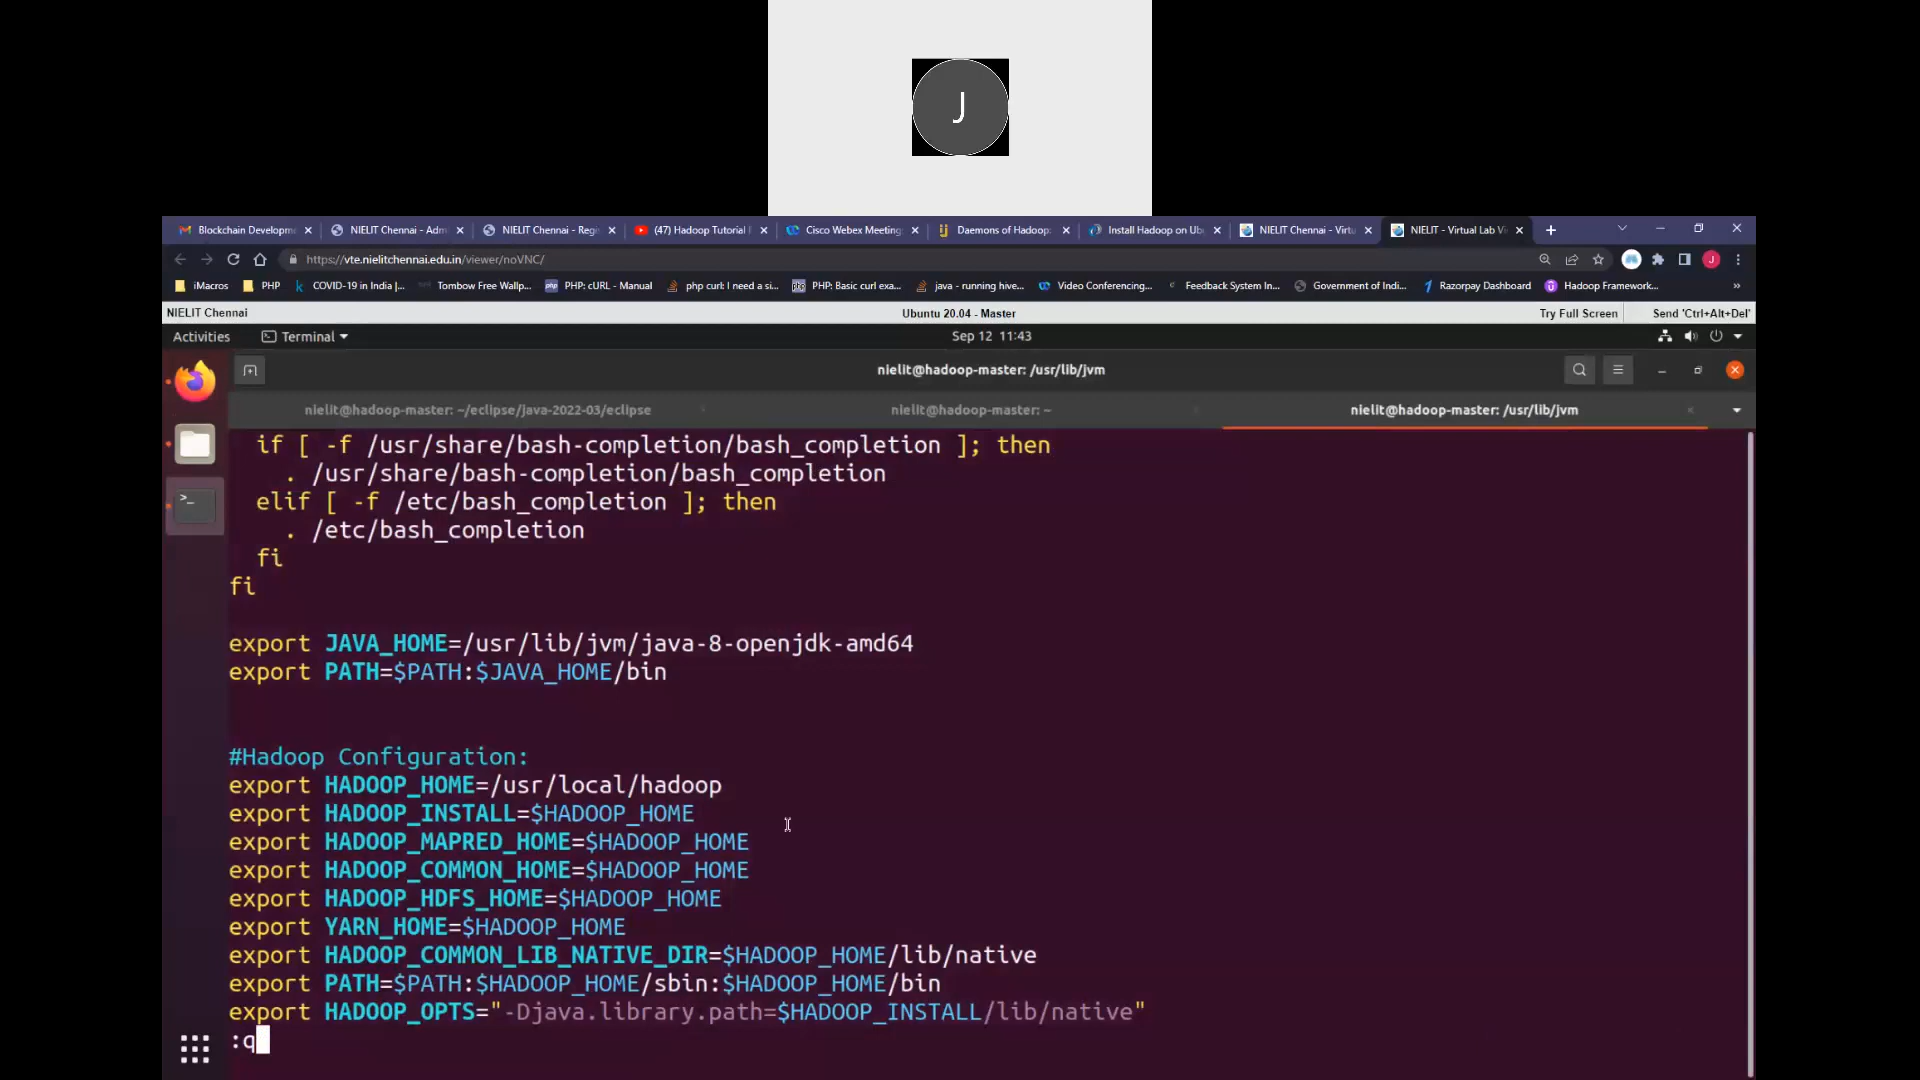 J
Blockchain Developm
NIELIT Chennai - Adm
NIELIT Chennai - Regi
(47) Hadoop Tutorial
Cisco Webex Meeting
Daemons of Hadoop
Install Hadoop on Ub
NIELIT Chennai - Virtu
NIELIT - Virtual Lab Vi
https://vte.nielitchennai.edu.in/viewer/noVNC/
J
iMacros
PHP
COVID-19 in India |...
Tombow Free Wallp...
PHP: cURL - Manual
php curl: I need a si...
PHP: Basic curl exa...
java - running hive...
Video Conferencing...
Feedback System In...
Government of Indi...
Razorpay Dashboard
Hadoop Framework...
»
NIELIT Chennai
Ubuntu 20.04 - Master
Try Full Screen
Send 'Ctrl+Alt+Del'
Activities
Terminal
Sep 12 11:43
nielit@hadoop-master: /usr/lib/jvm
nielit@hadoop-master: ~/eclipse/java-2022-03/eclipse
nielit@hadoop-master: ~
nielit@hadoop-master: /usr/lib/jvm
if [ -f /usr/share/bash-completion/bash_completion ]; then
. /usr/share/bash-completion/bash_completion
elif [ -f /etc/bash_completion ]; then
. /etc/bash_completion
fi
fi
export JAVA_HOME=/usr/lib/jvm/java-8-openjdk-amd64
export PATH=$PATH:$JAVA_HOME/bin
#Hadoop Configuration:
export HADOOP_HOME=/usr/local/hadoop
export HADOOP_INSTALL=$HADOOP_HOME
export HADOOP_MAPRED_HOME=$HADOOP_HOME
export HADOOP_COMMON_HOME=$HADOOP_HOME
export HADOOP_HDFS_HOME=$HADOOP_HOME
export YARN_HOME=$HADOOP_HOME
export HADOOP_COMMON_LIB_NATIVE_DIR=$HADOOP_HOME/lib/native
export PATH=$PATH:$HADOOP_HOME/sbin:$HADOOP_HOME/bin
export HADOOP_OPTS="-Djava.library.path=$HADOOP_INSTALL/lib/native"
:q